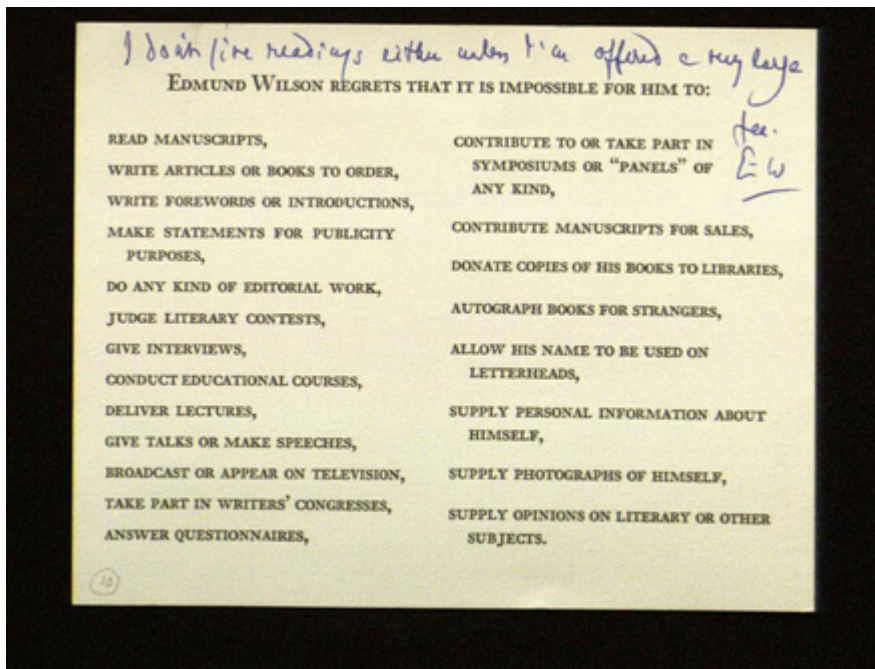 I don't give readings either unless I'm offered a very large
fee.
E W
EDMUND WILSON REGRETS THAT IT IS IMPOSSIBLE FOR HIM TO:
READ MANUSCRIPTS,
WRITE ARTICLES OR BOOKS TO ORDER,
WRITE FOREWORDS OR INTRODUCTIONS,
MAKE STATEMENTS FOR PUBLICITY
PURPOSES,
DO ANY KIND OF EDITORIAL WORK,
JUDGE LITERARY CONTESTS,
GIVE INTERVIEWS,
CONDUCT EDUCATIONAL COURSES,
DELIVER LECTURES,
GIVE TALKS OR MAKE SPEECHES,
BROADCAST OR APPEAR ON TELEVISION,
TAKE PART IN WRITERS' CONGRESSES,
ANSWER QUESTIONNAIRES,
CONTRIBUTE TO OR TAKE PART IN
SYMPOSIUMS OR "PANELS" OF
ANY KIND,
CONTRIBUTE MANUSCRIPTS FOR SALES,
DONATE COPIES OF HIS BOOKS TO LIBRARIES,
AUTOGRAPH BOOKS FOR STRANGERS,
ALLOW HIS NAME TO BE USED ON
LETTERHEADS,
SUPPLY PERSONAL INFORMATION ABOUT
HIMSELF,
SUPPLY PHOTOGRAPHS OF HIMSELF,
SUPPLY OPINIONS ON LITERARY OR OTHER
SUBJECTS.
10